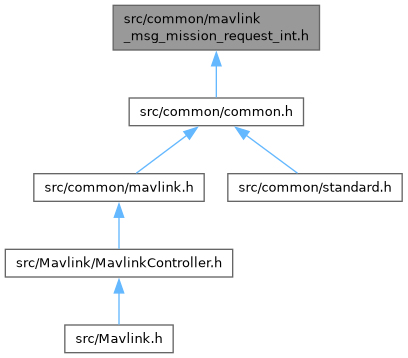 src/common/mavlink
_msg_mission_request_int.h
src/common/common.h
src/common/mavlink.h
src/common/standard.h
src/Mavlink/MavlinkController.h
src/Mavlink.h